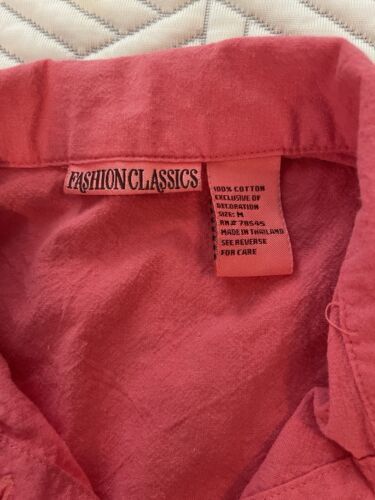 FASHION CLASSICS
100% COTTON
EXCLUSIVE OF
DECORATION
SIZE: M
RN# 78545
MADE IN THAILAND
SEE REVERSE
FOR CARE